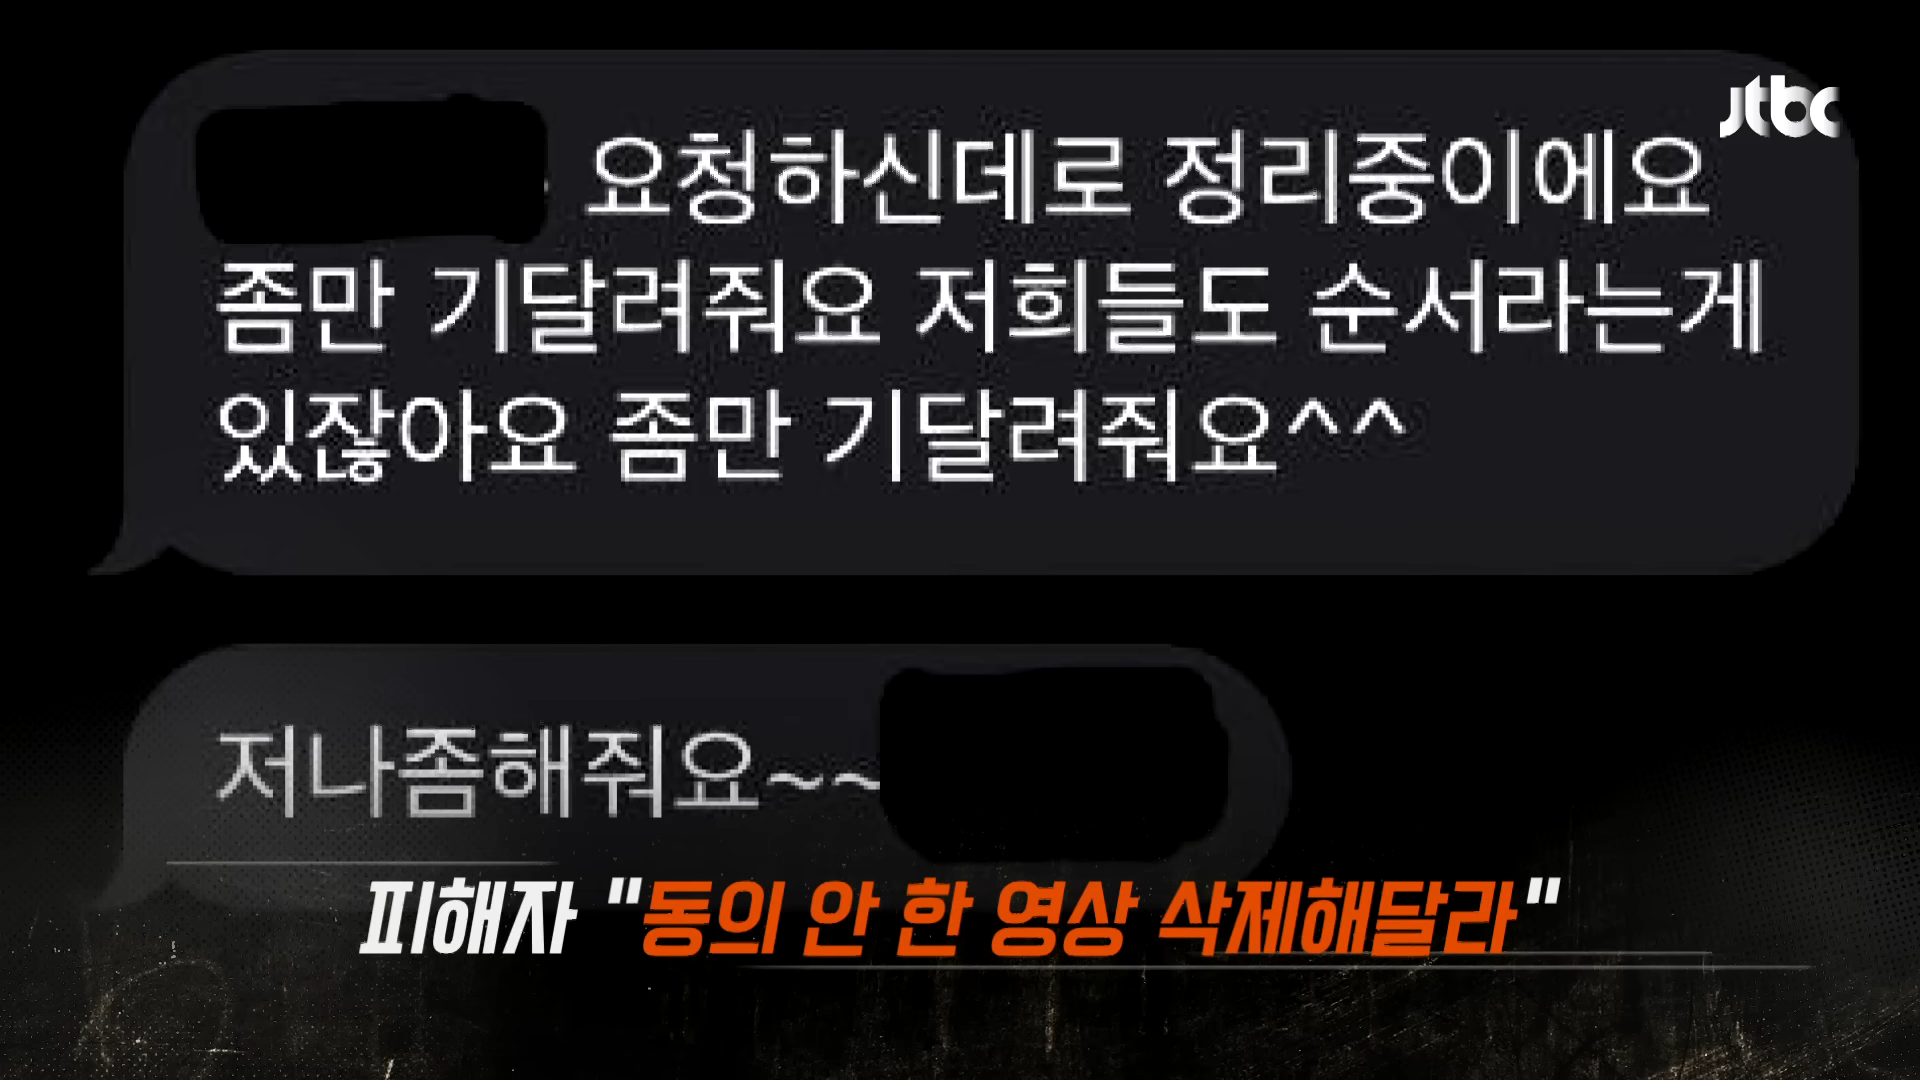 jtbc
요청하신데로 정리중이에요
좀만 기달려줘요 저희들도 순서라는게
있잖아요 좀만 기달려줘요^^
저나좀해줘요~~
피해자 "동의 안 한 영상 삭제해달라"